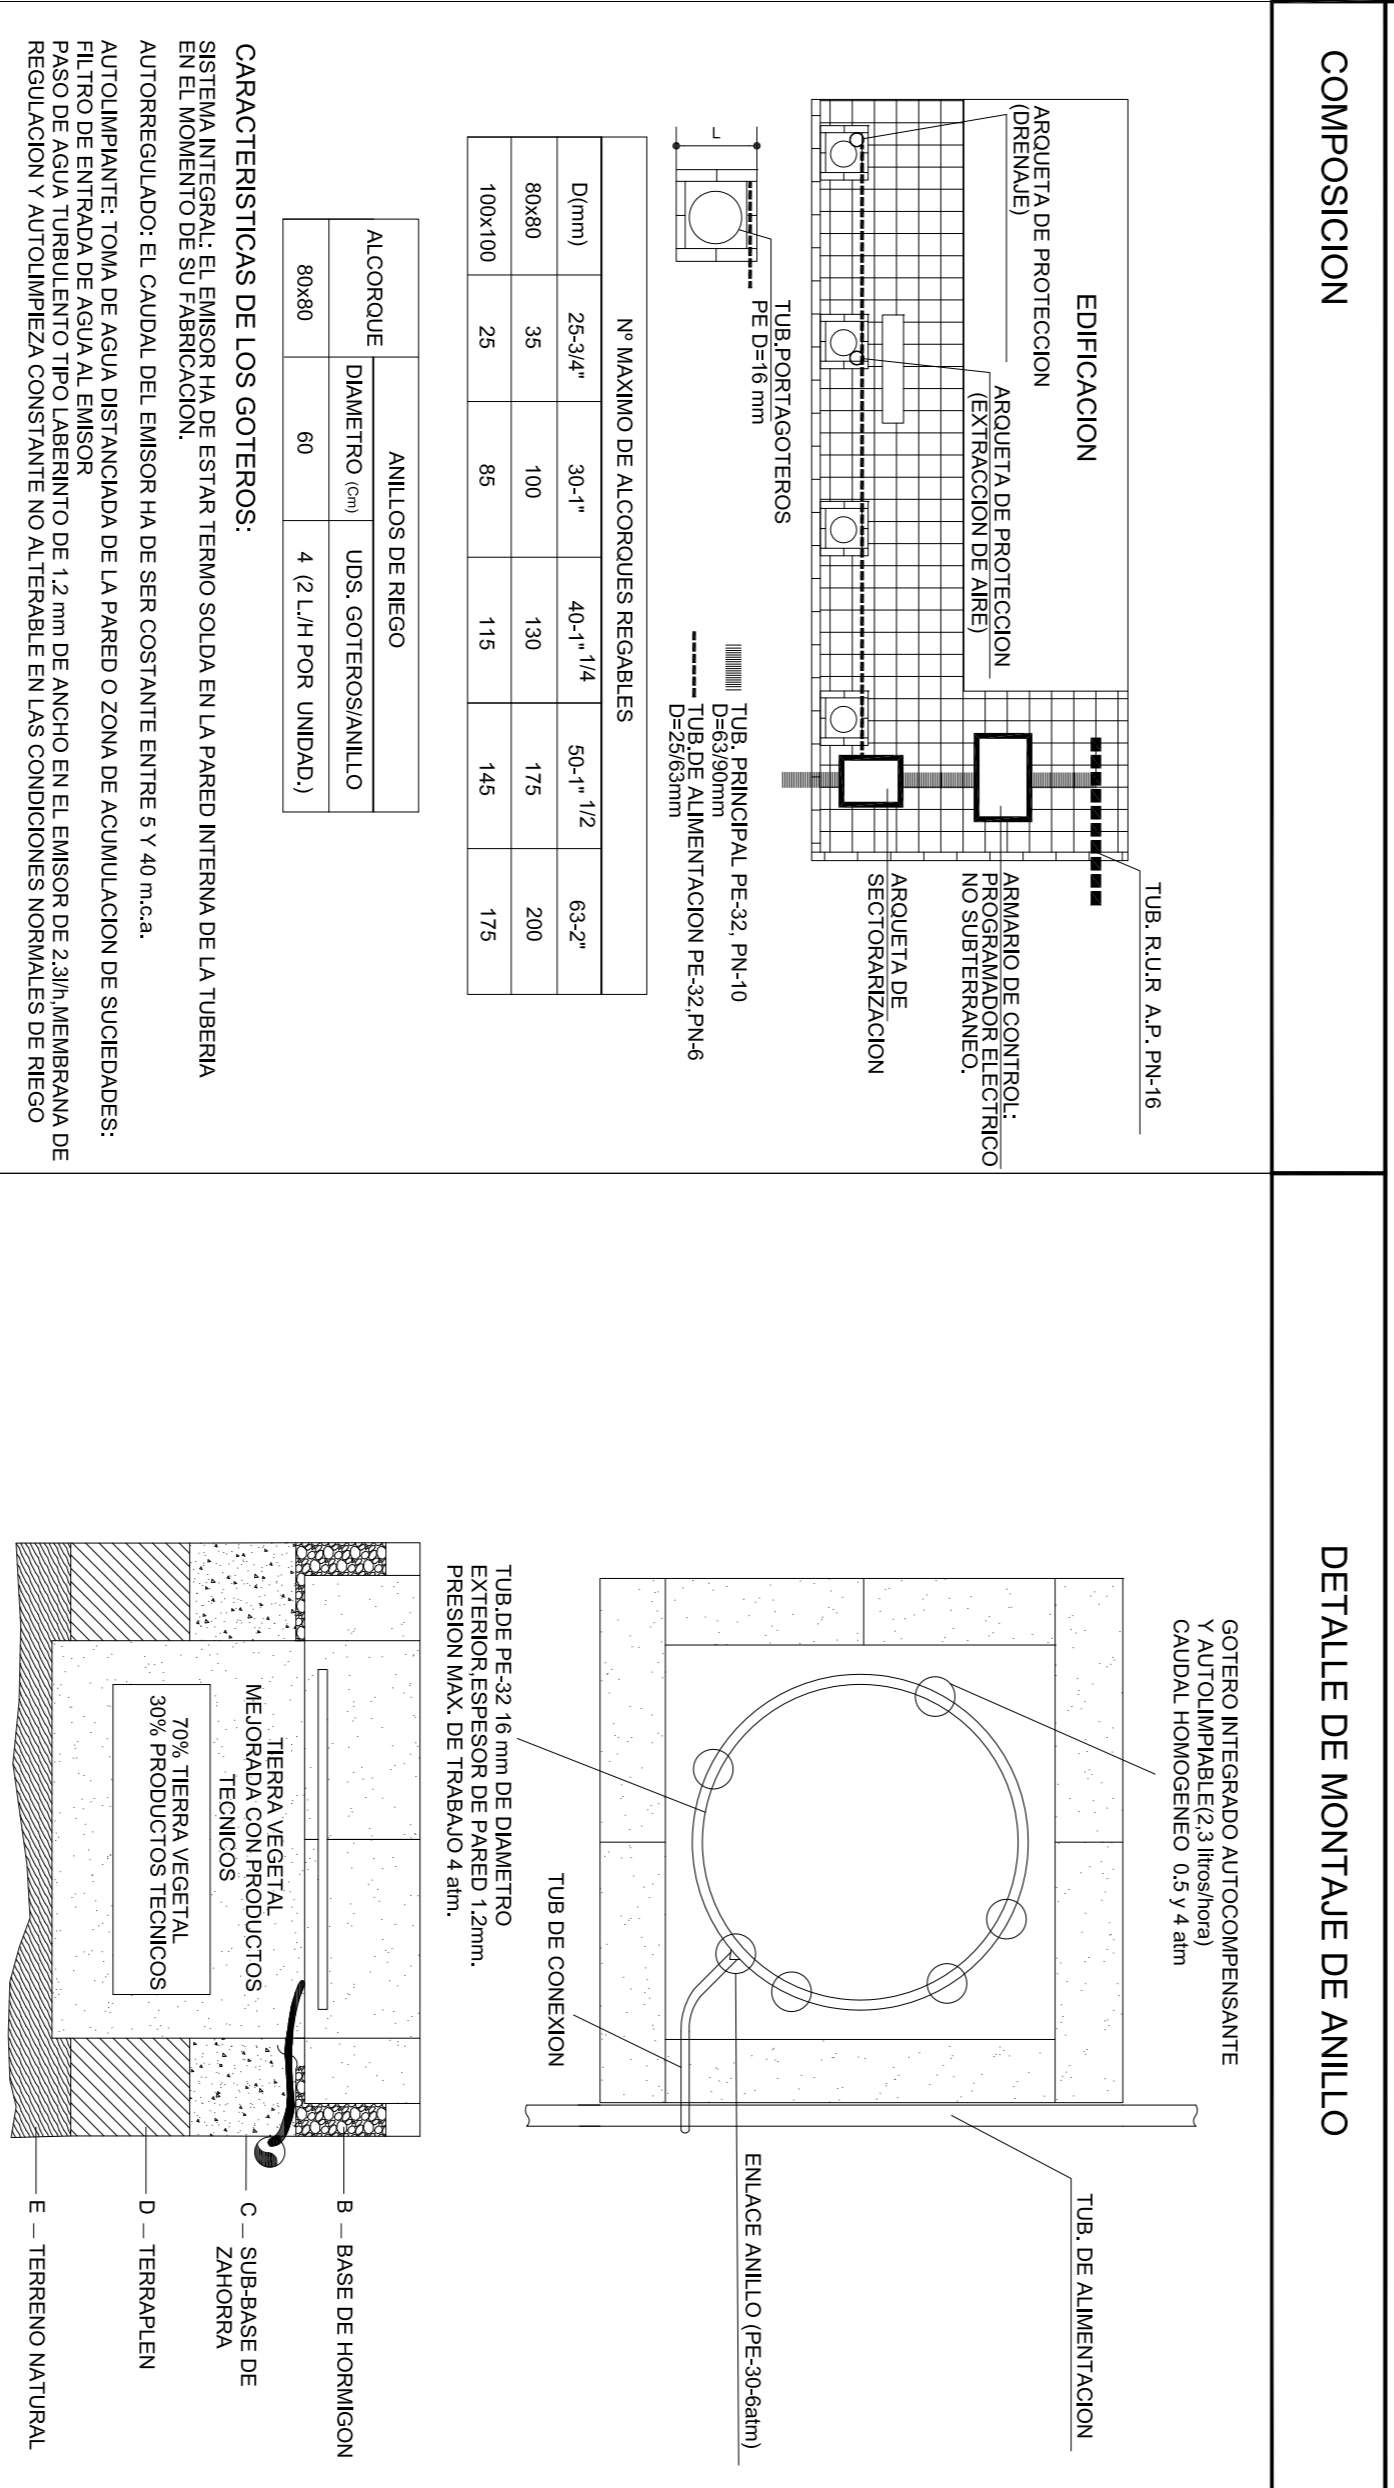 COMPOSICION
TUB. R.U.R A.P. PN-16
EDIFICACION
ARQUETA DE PROTECCION
(DRENAJE)
ARQUETA DE PROTECCION
(EXTRACCION DE AIRE)
ARMARIO DE CONTROL:
PROGRAMADOR ELECTRICO
NO SUBTERRANEO.
ARQUETA DE
SECTORARIZACION
L
TUB.PORTAGOTEROS
PE D=16 mm
TUB. PRINCIPAL PE-32, PN-10
D=63/90mm
TUB.DE ALIMENTACION PE-32,PN-6
D=25/63mm
Nº MAXIMO DE ALCORQUES REGABLES
D(mm) 25-3/4" 30-1" 40-1" 1/4 50-1" 1/2 63-2"
80x80 35 100 130 175 200
100x100 25 85 115 145 175
ALCORQUE ANILLOS DE RIEGO
DIAMETRO (Cm) UDS. GOTEROS/ANILLO
80x80 60 4 (2 L./H POR UNIDAD.)
CARACTERISTICAS DE LOS GOTEROS:
SISTEMA INTEGRAL: EL EMISOR HA DE ESTAR TERMO SOLDA EN LA PARED INTERNA DE LA TUBERIA
EN EL MOMENTO DE SU FABRICACION.
AUTORREGULADO: EL CAUDAL DEL EMISOR HA DE SER COSTANTE ENTRE 5 Y 40 m.c.a.
AUTOLIMPIANTE: TOMA DE AGUA DISTANCIADA DE LA PARED O ZONA DE ACUMULACION DE SUCIEDADES:
FILTRO DE ENTRADA DE AGUA AL EMISOR
PASO DE AGUA TURBULENTO TIPO LABERINTO DE 1.2 mm DE ANCHO EN EL EMISOR DE 2.3l/h,MEMBRANA DE
REGULACION Y AUTOLIMPIEZA CONSTANTE NO ALTERABLE EN LAS CONDICIONES NORMALES DE RIEGO
DETALLE DE MONTAJE DE ANILLO
GOTERO INTEGRADO AUTOCOMPENSANTE
Y AUTOLIMPIABLE(2,3 litros/hora)
CAUDAL HOMOGENEO 0.5 y 4 atm
TUB. DE ALIMENTACION
ENLACE ANILLO (PE-30-6atm)
TUB DE CONEXION
TUB.DE PE-32 16 mm DE DIAMETRO
EXTERIOR,ESPESOR DE PARED 1.2mm.
PRESION MAX. DE TRABAJO 4 atm.
TIERRA VEGETAL
MEJORADA CON PRODUCTOS
TECNICOS
70% TIERRA VEGETAL
30% PRODUCTOS TECNICOS
B — BASE DE HORMIGON
C — SUB-BASE DE
ZAHORRA
D — TERRAPLEN
E — TERRENO NATURAL